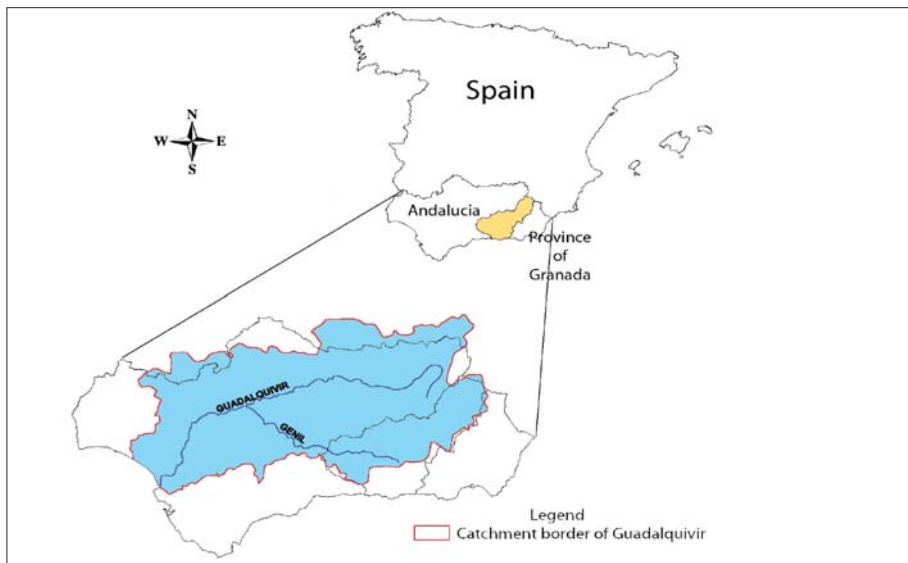 Spain
N
W E
S
Andalucia
Province
of
Granada
GUADALQUIVIR
GENIL
Legend
Catchment border of Guadalquivir